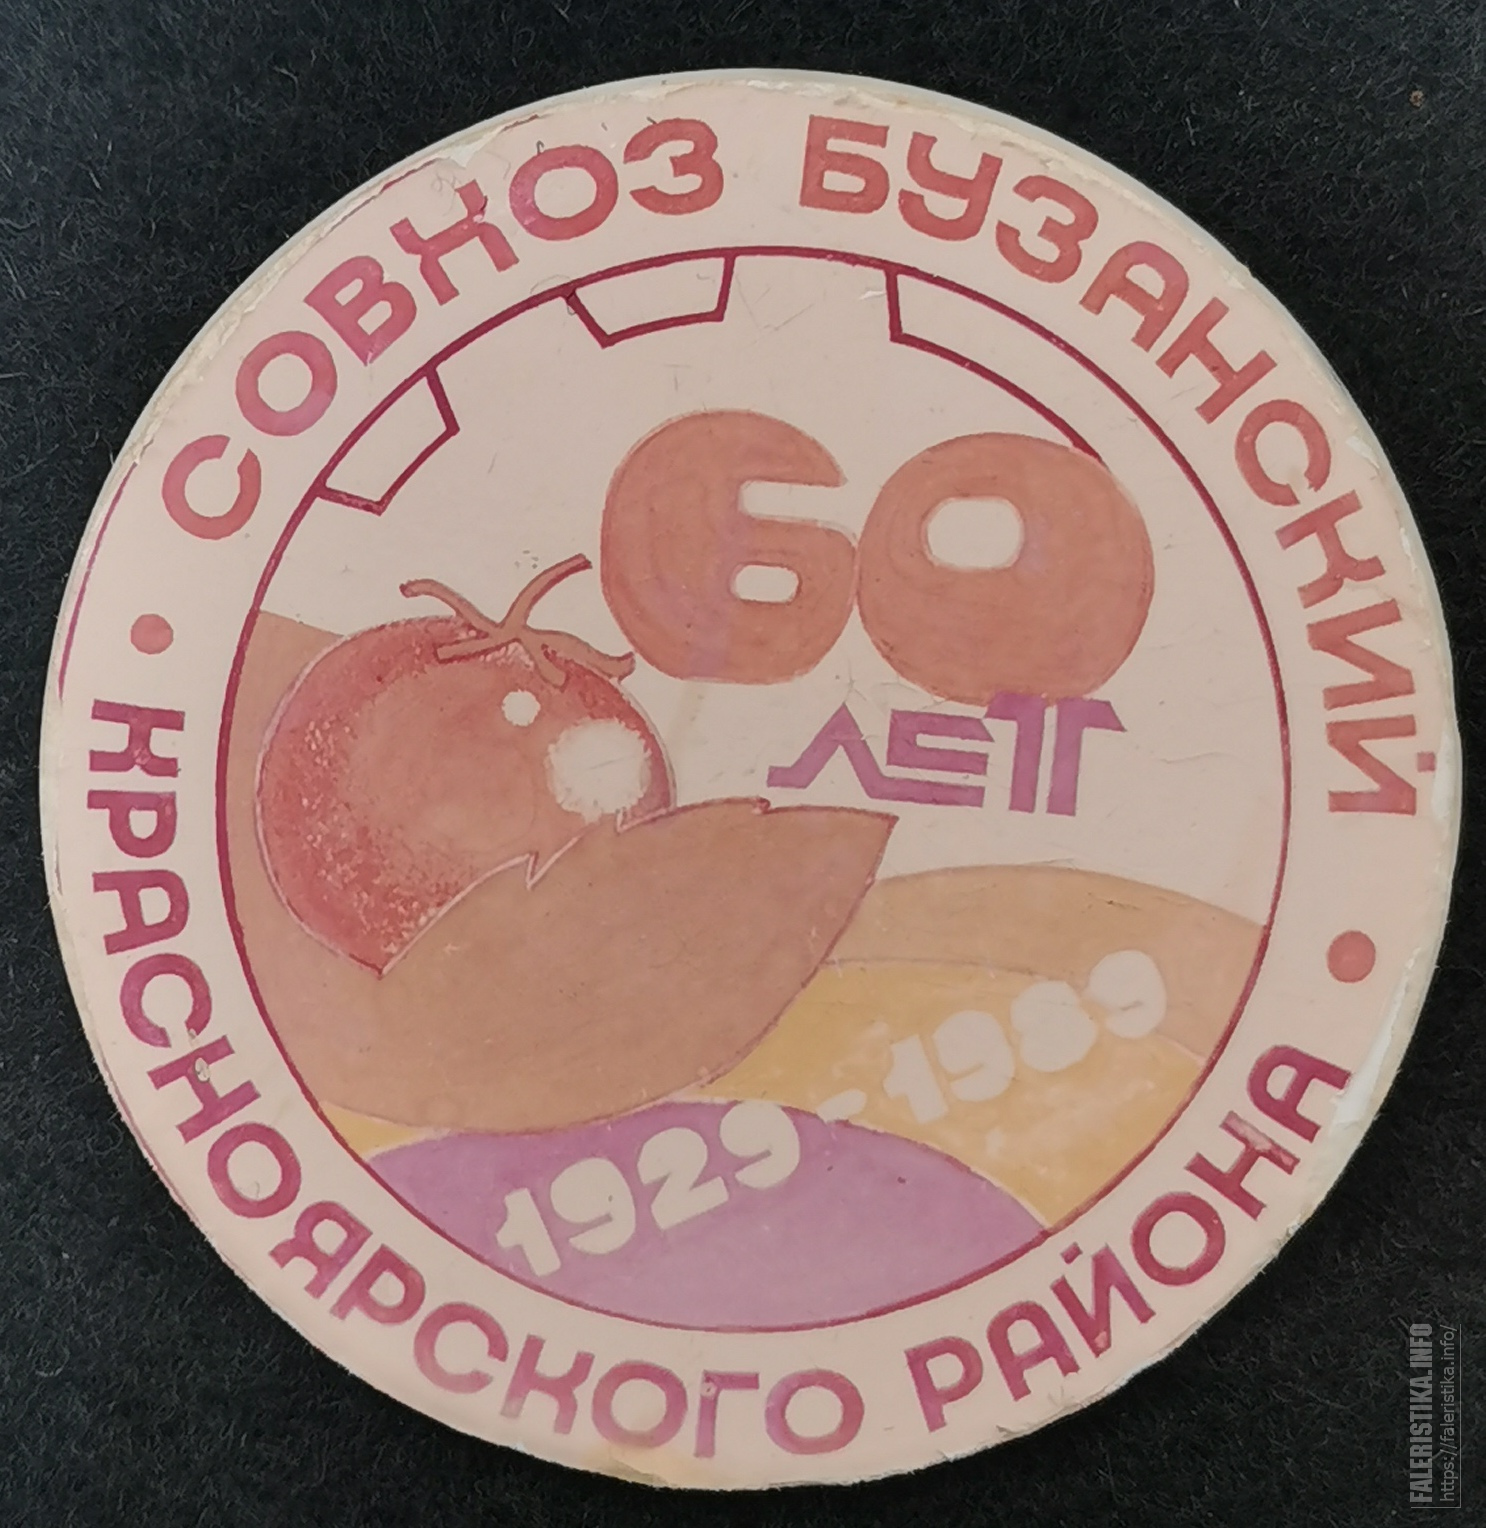 СОВХОЗ БУЗАНСКИЙ
60
ЛЕТ
1929-1989
КРАСНОЯРСКОГО РАЙОНА
FALERISTIKA.INFO
https://faleristika.info/